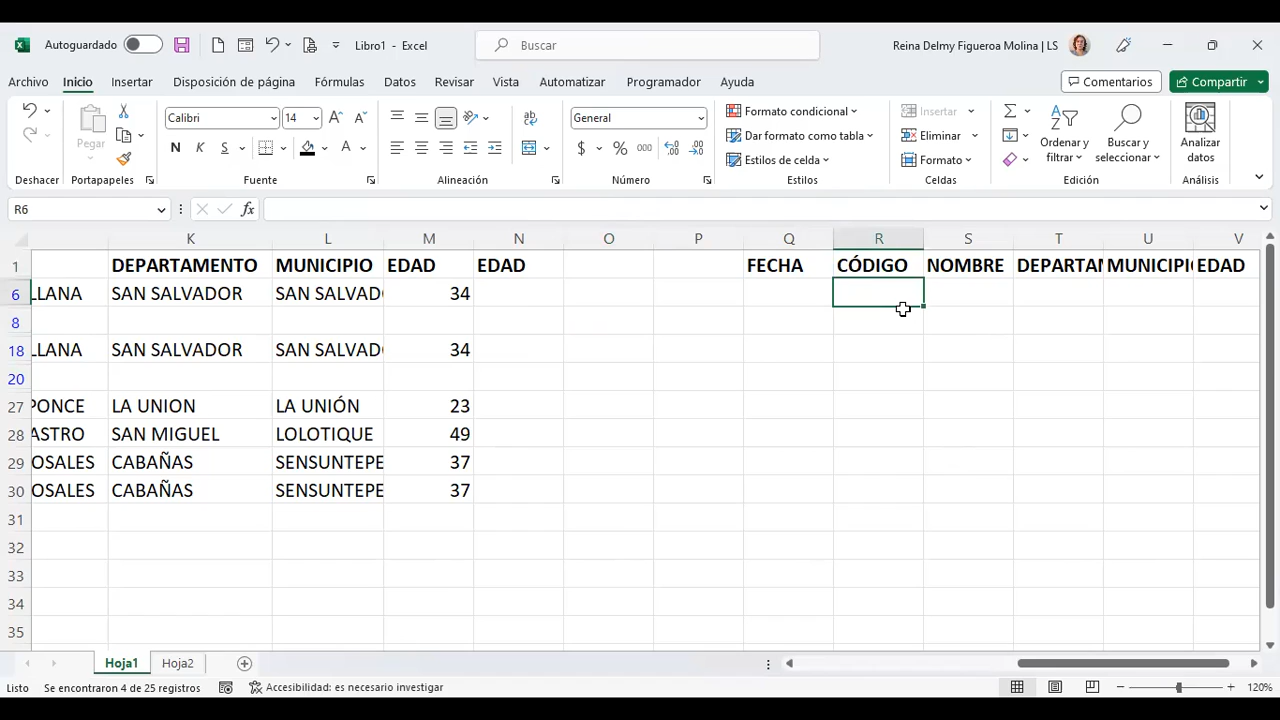 Autoguardado
Libro1 - Excel
Buscar
Reina Delmy Figueroa Molina | LS
Archivo Inicio Insertar Disposición de página Fórmulas Datos Revisar Vista Automatizar Programador Ayuda
Comentarios Compartir
Pegar
Calibri 14
N K S
ab
General
$ % 000
Formato condicional
Dar formato como tabla
Estilos de celda
Insertar
Eliminar
Formato
Ordenar y filtrar
Buscar y seleccionar
Analizar datos
Deshacer Portapapeles Fuente Alineación Número Estilos Celdas Edición Análisis
R6 fx
K L M N O P Q R S T U V
1 DEPARTAMENTO MUNICIPIO EDAD EDAD FECHA CÓDIGO NOMBRE DEPARTAN MUNICIPIO EDAD
6 LLANA SAN SALVADOR SAN SALVAD 34
8
18 LLANA SAN SALVADOR SAN SALVAD 34
20
27 PONCE LA UNION LA UNIÓN 23
28 ASTRO SAN MIGUEL LOLOTIQUE 49
29 OSALES CABAÑAS SENSUNTEPE 37
30 OSALES CABAÑAS SENSUNTEPE 37
31
32
33
34
35
Hoja1 Hoja2
Listo Se encontraron 4 de 25 registros Accesibilidad: es necesario investigar 120%